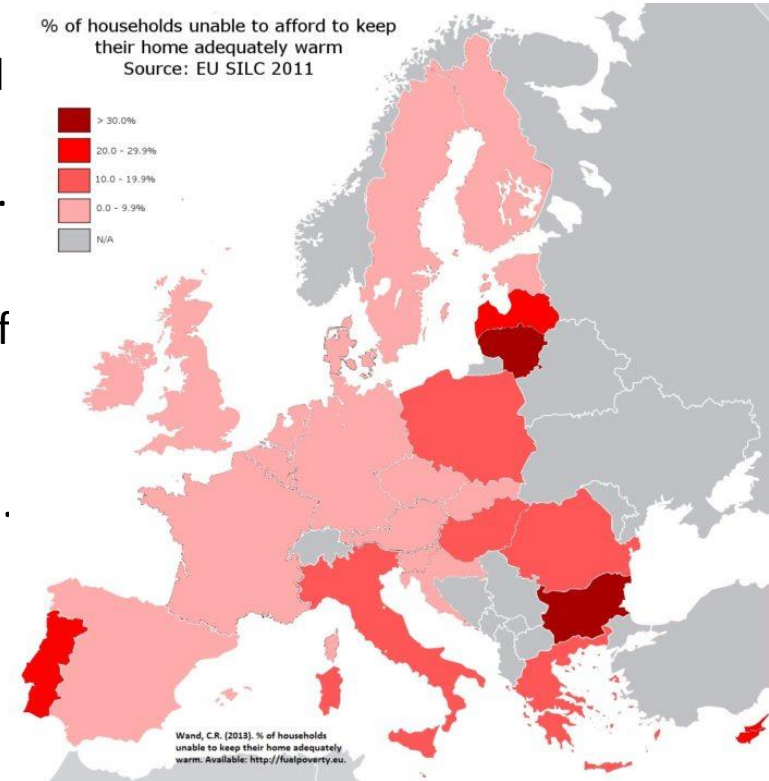 % of households unable to afford to keep
their home adequately warm
Source: EU SILC 2011
> 30.0%
20.0 - 29.9%
10.0 - 19.9%
0.0 - 9.9%
N/A
.
f
.
Wand, C.R. (2013). % of households
unable to keep their home adequately
warm. Available: http://fuelpoverty.eu.